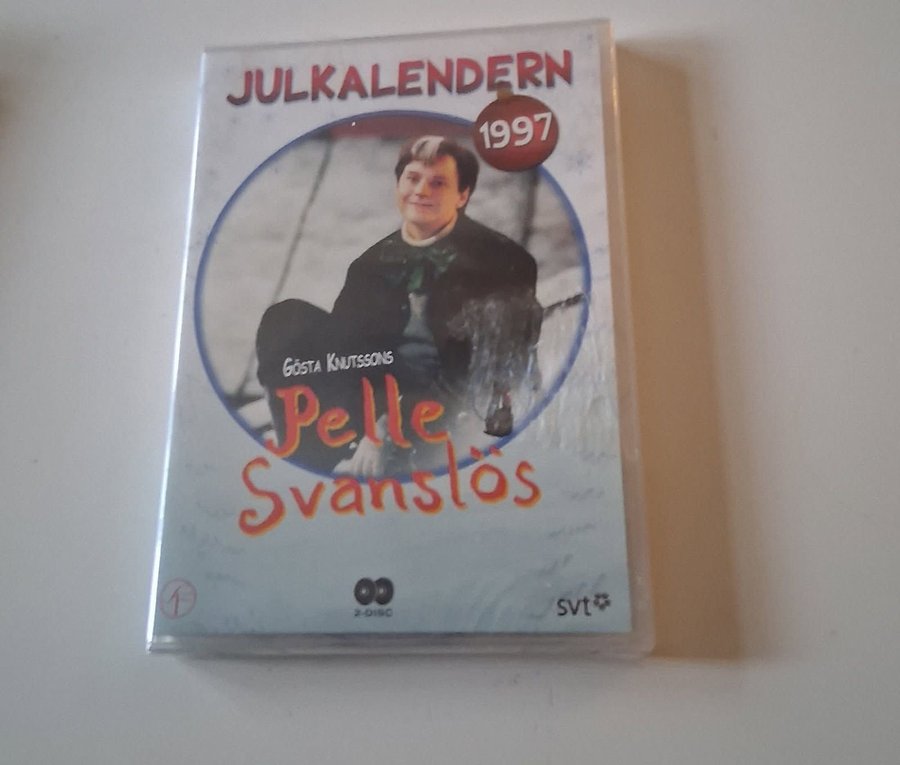 JULKALENDERN
1997
GÖSTA KNUTSSONS
Pelle
Svanslös
2-DISC
svt